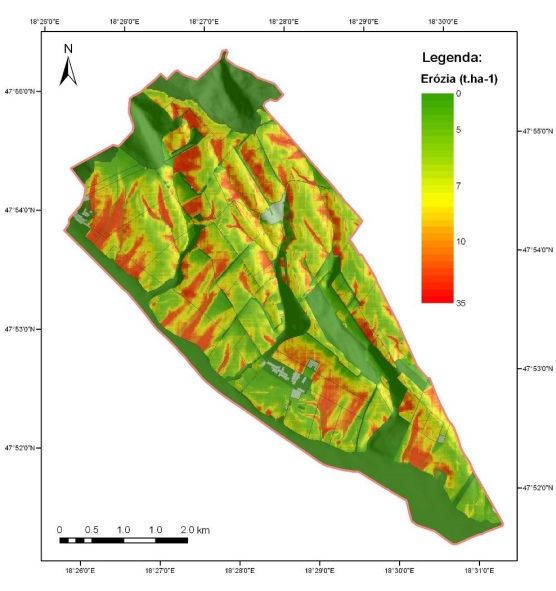 18°25'0"E 18°26'0"E 18°27'0"E 18°28'0"E 18°29'0"E 18°30'0"E
N
Legenda:
Erózia (t.ha-1)
0
5
7
10
35
47°55'0"N
47°54'0"N
47°53'0"N
47°52'0"N
47°55'0"N
47°54'0"N
47°53'0"N
47°52'0"N
0 0.5 1.0 1.0 2.0 km
18°26'0"E 18°27'0"E 18°28'0"E 18°29'0"E 18°30'0"E 18°31'0"E